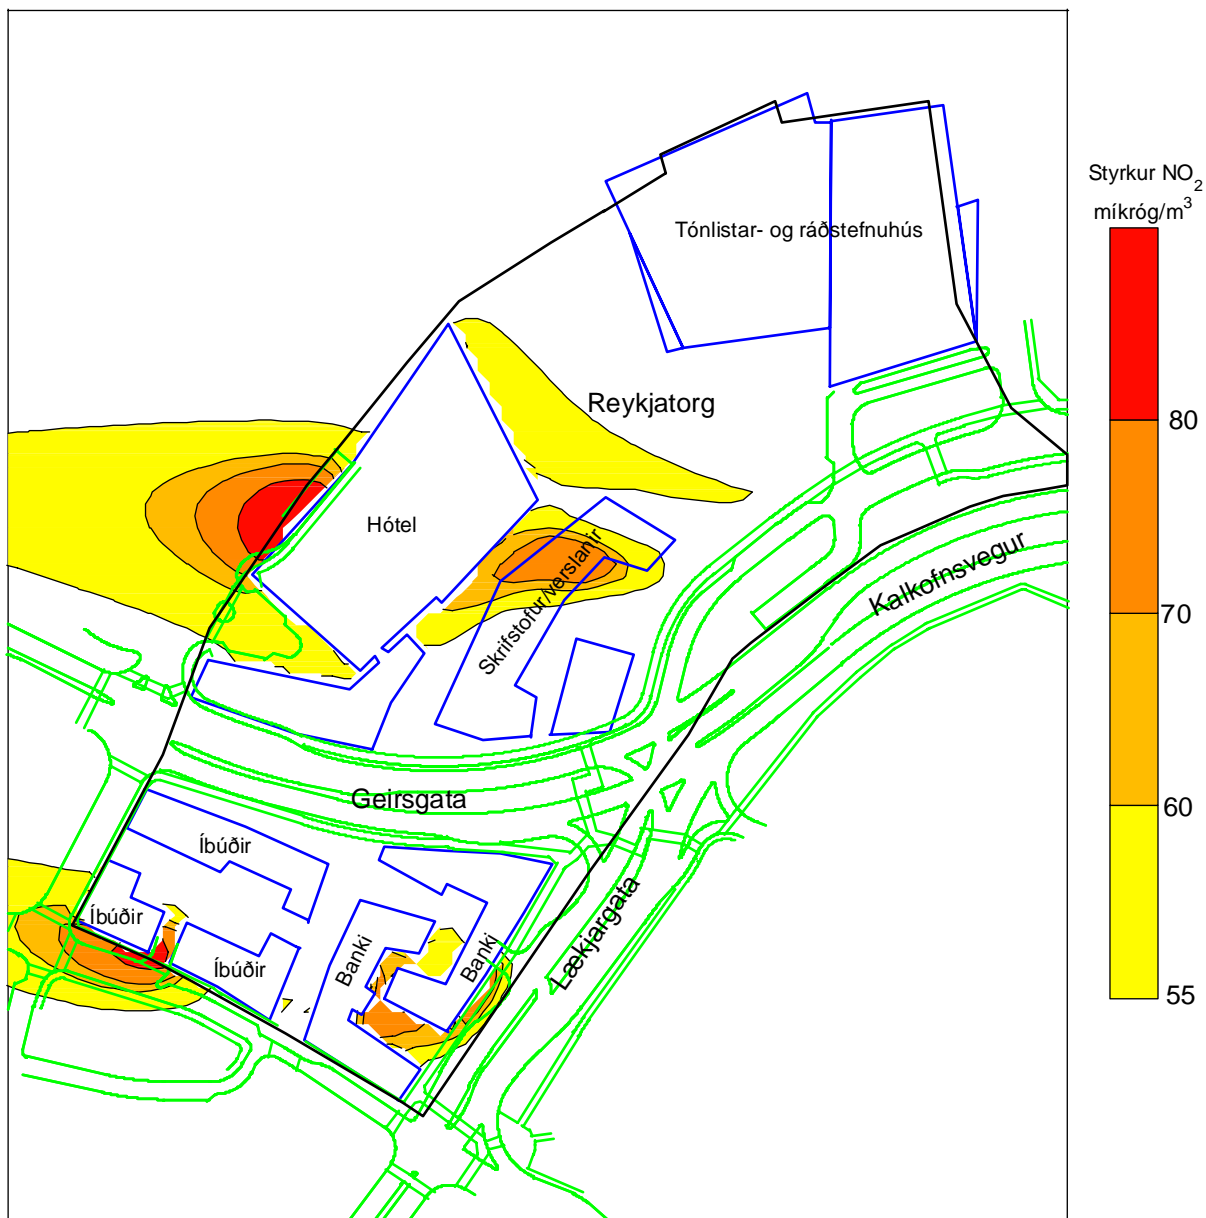 Styrkur NO₂
míkróg/m³
Tónlistar- og ráðstefnuhús
Reykjatorg
80
Hótel
Skrifstofur/verslanir
Kalkofnsvegur
70
Geirsgata
60
Íbúðir
Íbúðir
Íbúðir
Banki
Banki
Lækjargata
55